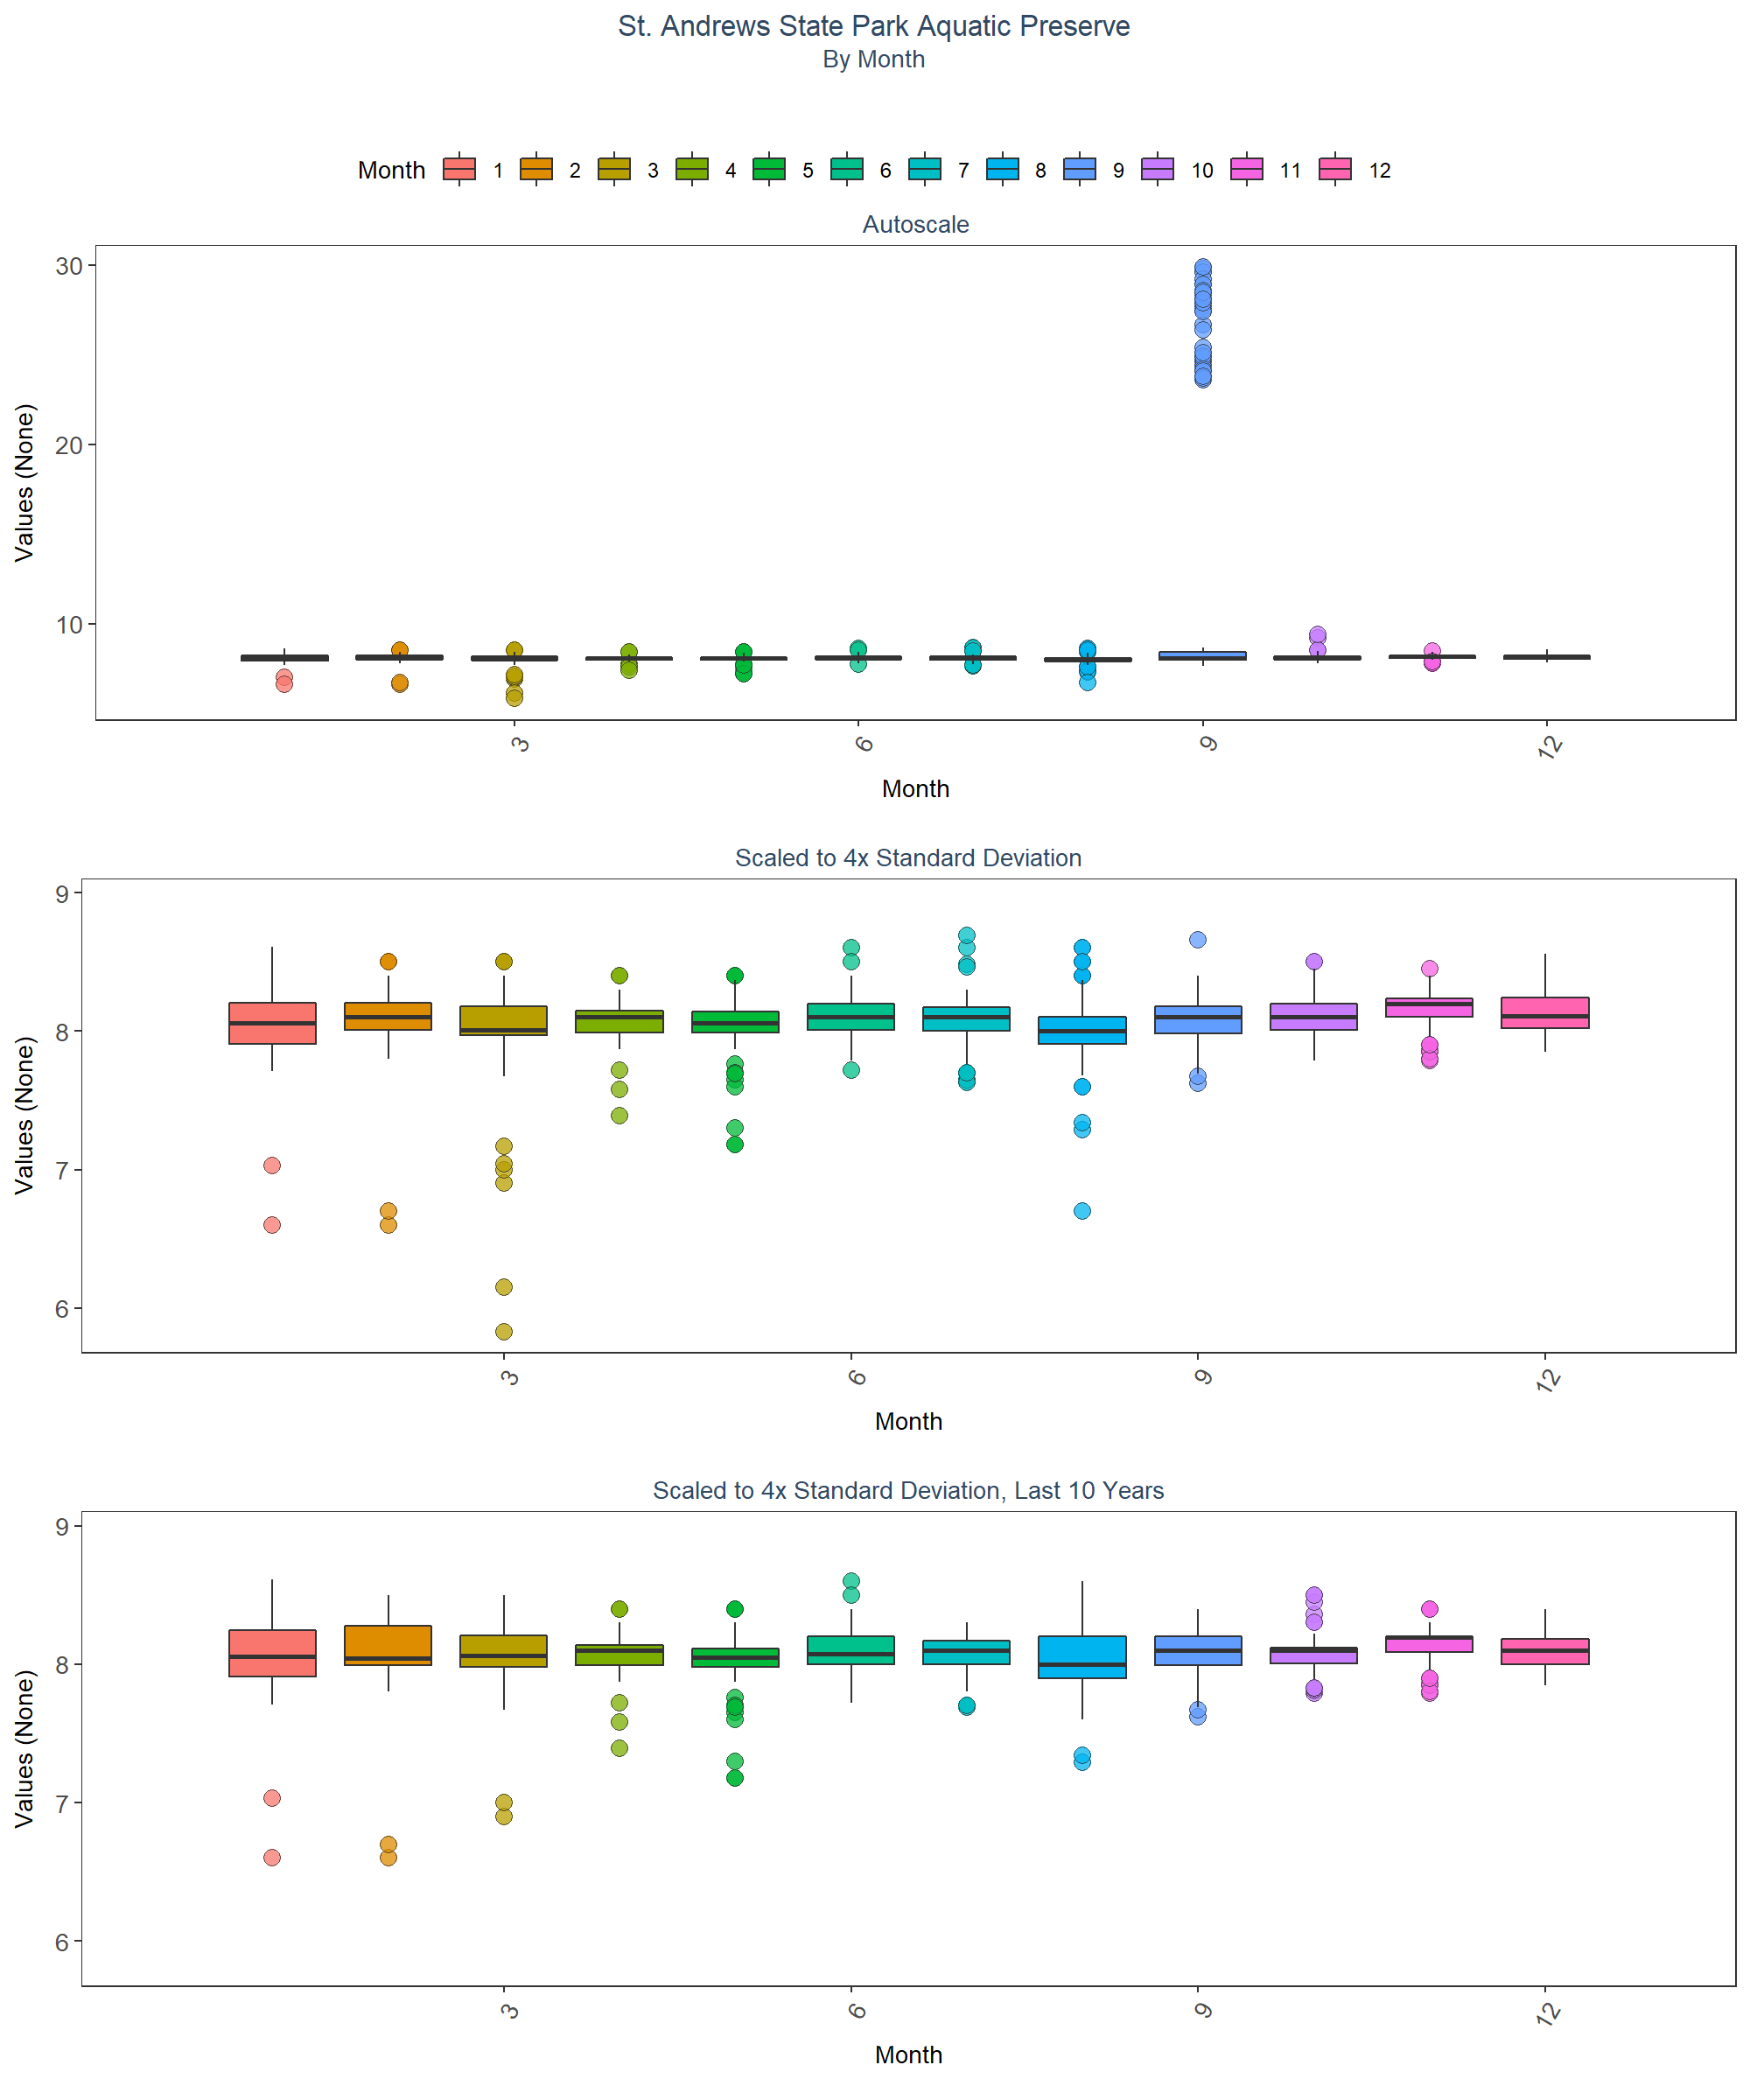 St. Andrews State Park Aquatic Preserve
By Month
Month 1 2 3 4 5 6 7 8 9 10 11 12
Autoscale
Values (None)
30
20
10
3 6 9 12
Month
Scaled to 4x Standard Deviation
Values (None)
9
8
7
6
3 6 9 12
Month
Scaled to 4x Standard Deviation, Last 10 Years
Values (None)
9
8
7
6
3 6 9 12
Month